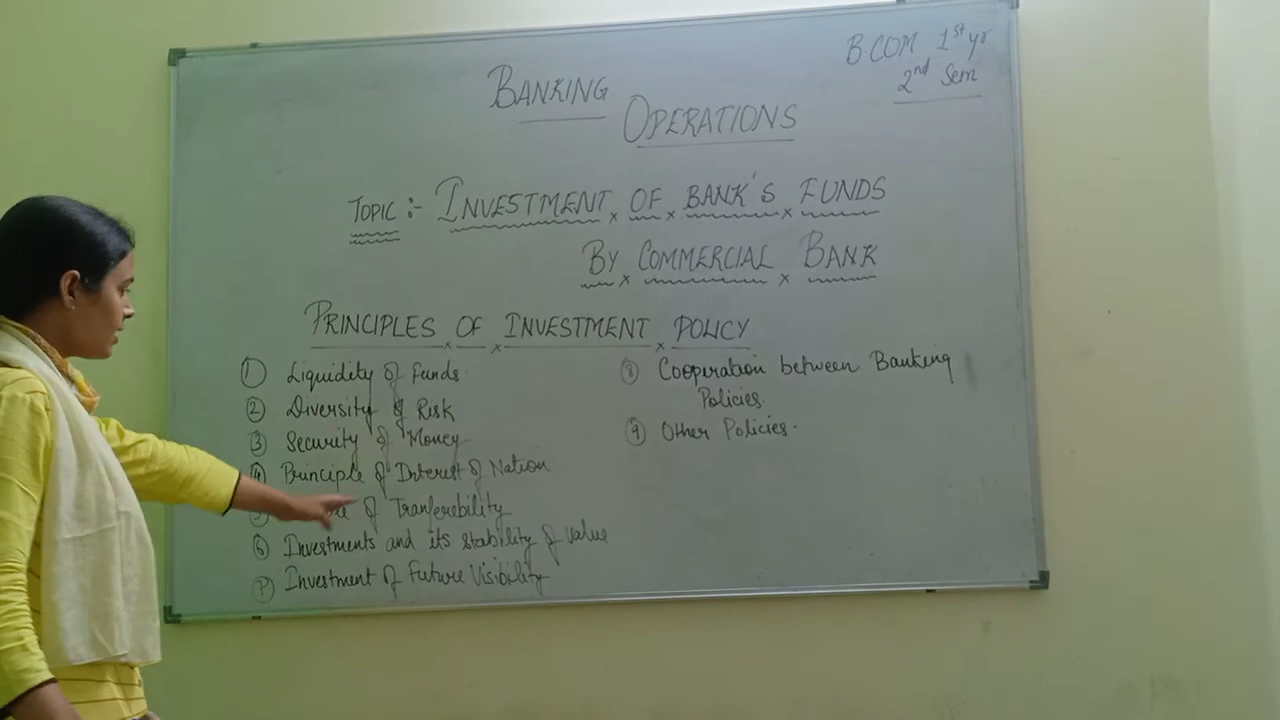 B COM 1st yr
2nd Sem
BANKING
OPERATIONS
TOPIC :- INVESTMENT OF BANK'S FUNDS
BY COMMERCIAL BANK
PRINCIPLES OF INVESTMENT POLICY
① Liquidity of Funds
② Diversity of Risk
③ Security of Money
④ Principle of Interest of Nation
⑤ of Tranferebility
⑥ Investments and its stability of Value
⑦ Investment of Future Visibility
⑧ Cooperation between Banking
Policies.
⑨ Other Policies.